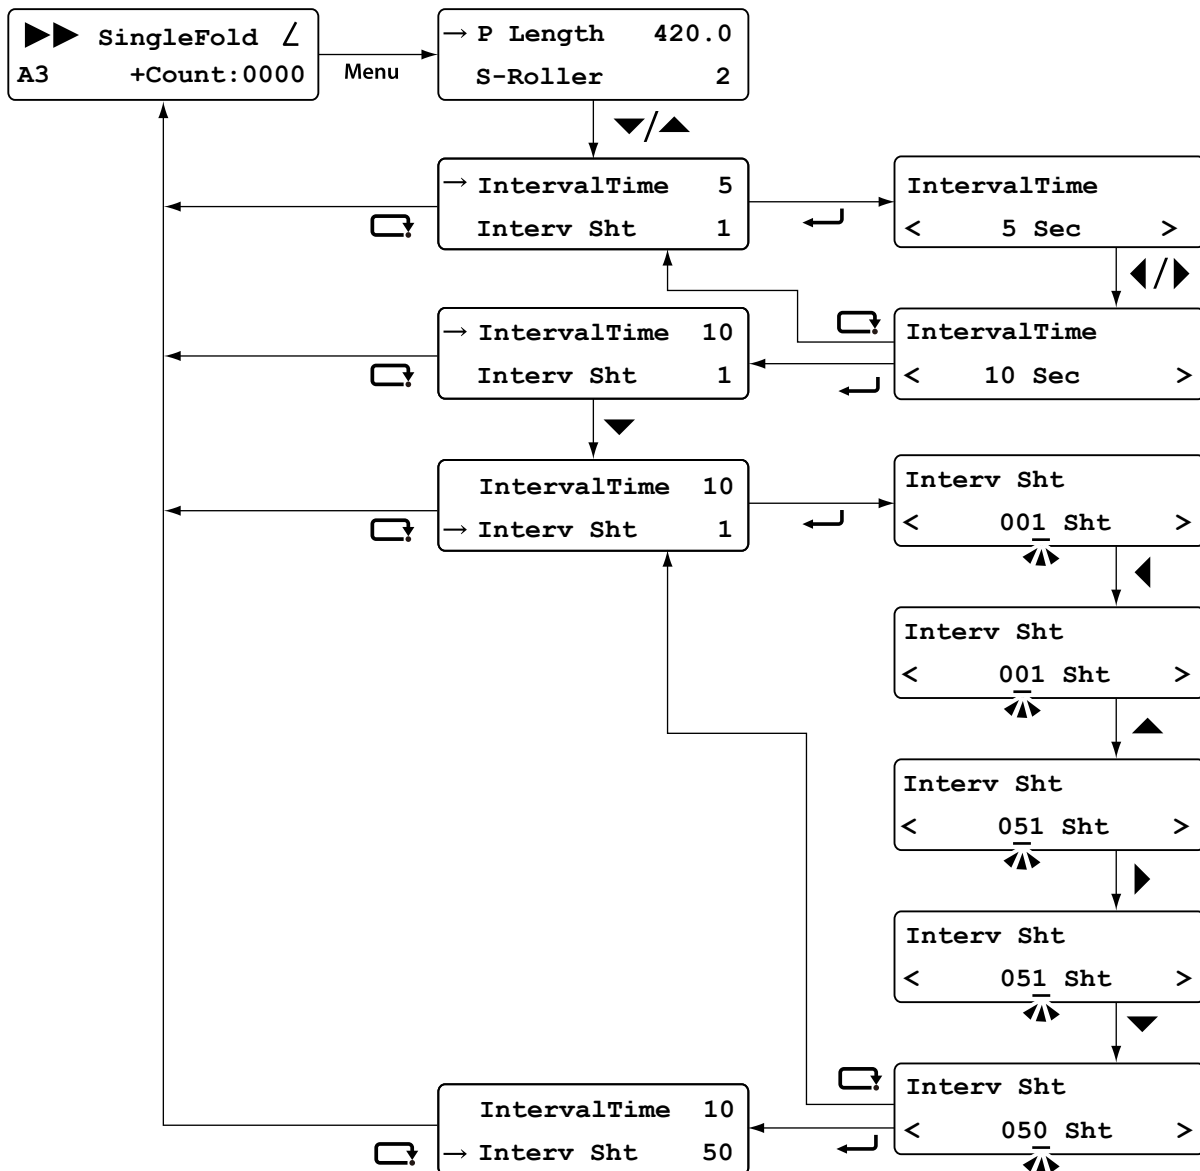 ▶▶ SingleFold ∠
A3 +Count:0000
Menu
→ P Length 420.0
S-Roller 2
▼/▲
→ IntervalTime 5
Interv Sht 1
IntervalTime
< 5 Sec >
◀/▶
→ IntervalTime 10
Interv Sht 1
IntervalTime
< 10 Sec >
▼
IntervalTime 10
→ Interv Sht 1
Interv Sht
< 001 Sht >
◀
Interv Sht
< 001 Sht >
▲
Interv Sht
< 051 Sht >
▶
Interv Sht
< 051 Sht >
▼
Interv Sht
< 050 Sht >
IntervalTime 10
→ Interv Sht 50